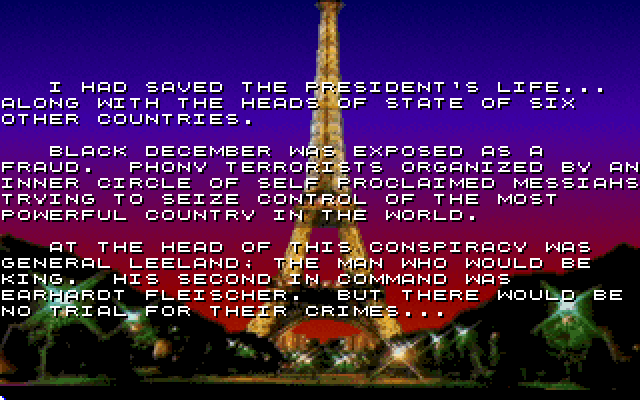 I HAD SAVED THE PRESIDENT'S LIFE...
ALONG WITH THE HEADS OF STATE OF SIX
OTHER COUNTRIES.
BLACK DECEMBER WAS EXPOSED AS A
FRAUD. PHONY TERRORISTS ORGANIZED BY AN
INNER CIRCLE OF SELF PROCLAIMED MESSIAHS
TRYING TO SEIZE CONTROL OF THE MOST
POWERFUL COUNTRY IN THE WORLD.
AT THE HEAD OF THIS CONSPIRACY WAS
GENERAL LEELAND; THE MAN WHO WOULD BE
KING. HIS SECOND IN COMMAND WAS
EARHARDT FLEISCHER. BUT THERE WOULD BE
NO TRIAL FOR THEIR CRIMES...